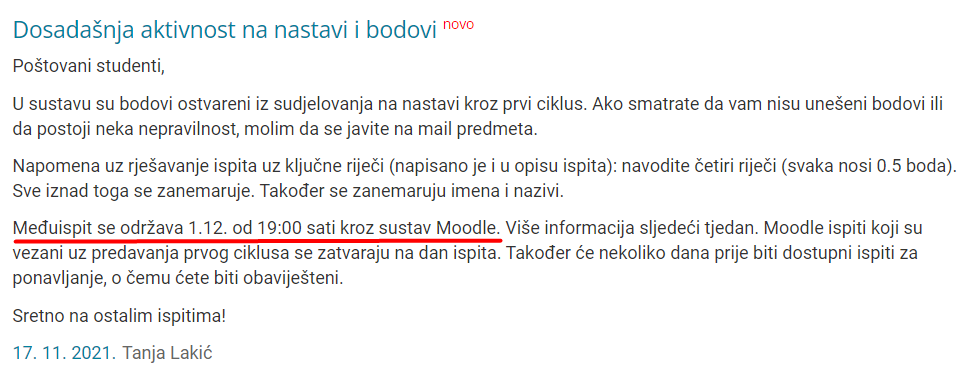 Dosadašnja aktivnost na nastavi i bodovi novo
Poštovani studenti,
U sustavu su bodovi ostvareni iz sudjelovanja na nastavi kroz prvi ciklus. Ako smatrate da vam nisu unešeni bodovi ili
da postoji neka nepravilnost, molim da se javite na mail predmeta.
Napomena uz rješavanje ispita uz ključne riječi (napisano je i u opisu ispita): navodite četiri riječi (svaka nosi 0.5 boda).
Sve iznad toga se zanemaruje. Također se zanemaruju imena i nazivi.
Međuispit se održava 1.12. od 19:00 sati kroz sustav Moodle. Više informacija sljedeći tjedan. Moodle ispiti koji su
vezani uz predavanja prvog ciklusa se zatvaraju na dan ispita. Također će nekoliko dana prije biti dostupni ispiti za
ponavljanje, o čemu ćete biti obaviješteni.
Sretno na ostalim ispitima!
17. 11. 2021. Tanja Lakić